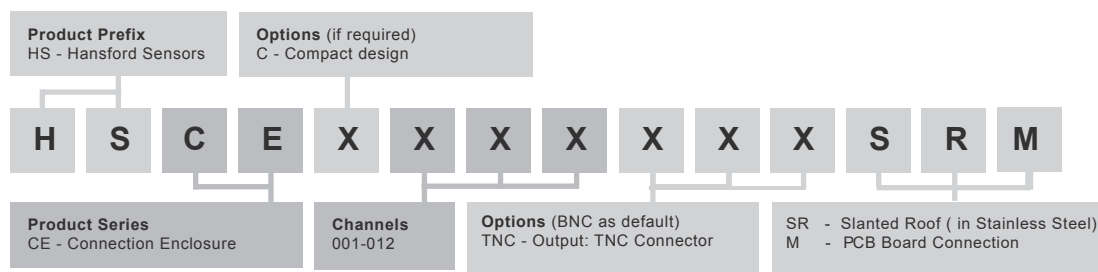 Product Prefix
HS - Hansford Sensors
Options (if required)
C - Compact design
H S C E X X X X X X X S R M
Product Series
CE - Connection Enclosure
Channels
001-012
Options (BNC as default)
TNC - Output: TNC Connector
SR - Slanted Roof ( in Stainless Steel)
M - PCB Board Connection